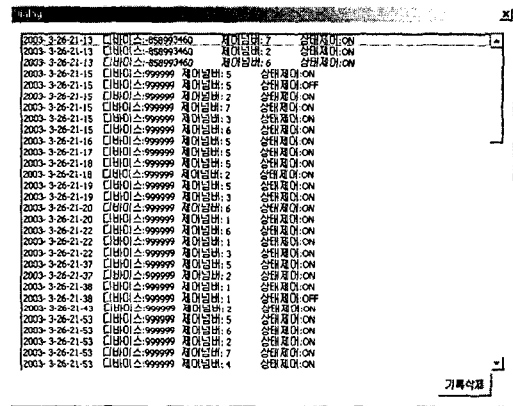 2003- 3-26-21-13 디바이스:-858993460 제어넘버: 7 상태제어:ON
2003- 3-26-21-13 디바이스:-858993460 제어넘버: 2 상태제어:ON
2003- 3-26-21-13 디바이스:-858993460 제어넘버: 6 상태제어:ON
2003- 3-26-21-15 디바이스:999999 제어넘버: 5 상태제어:ON
2003- 3-26-21-15 디바이스:999999 제어넘버: 5 상태제어:OFF
2003- 3-26-21-15 디바이스:999999 제어넘버: 2 상태제어:ON
2003- 3-26-21-15 디바이스:999999 제어넘버: 7 상태제어:ON
2003- 3-26-21-15 디바이스:999999 제어넘버: 3 상태제어:ON
2003- 3-26-21-15 디바이스:999999 제어넘버: 6 상태제어:ON
2003- 3-26-21-16 디바이스:999999 제어넘버: 5 상태제어:ON
2003- 3-26-21-17 디바이스:999999 제어넘버: 5 상태제어:ON
2003- 3-26-21-18 디바이스:999999 제어넘버: 5 상태제어:ON
2003- 3-26-21-18 디바이스:999999 제어넘버: 2 상태제어:ON
2003- 3-26-21-19 디바이스:999999 제어넘버: 5 상태제어:ON
2003- 3-26-21-19 디바이스:999999 제어넘버: 3 상태제어:ON
2003- 3-26-21-20 디바이스:999999 제어넘버: 6 상태제어:ON
2003- 3-26-21-20 디바이스:999999 제어넘버: 1 상태제어:ON
2003- 3-26-21-22 디바이스:999999 제어넘버: 6 상태제어:ON
2003- 3-26-21-22 디바이스:999999 제어넘버: 1 상태제어:ON
2003- 3-26-21-22 디바이스:999999 제어넘버: 3 상태제어:ON
2003- 3-26-21-37 디바이스:999999 제어넘버: 5 상태제어:ON
2003- 3-26-21-37 디바이스:999999 제어넘버: 2 상태제어:ON
2003- 3-26-21-38 디바이스:999999 제어넘버: 1 상태제어:ON
2003- 3-26-21-38 디바이스:999999 제어넘버: 1 상태제어:OFF
2003- 3-26-21-43 디바이스:999999 제어넘버: 2 상태제어:ON
2003- 3-26-21-53 디바이스:999999 제어넘버: 5 상태제어:ON
2003- 3-26-21-53 디바이스:999999 제어넘버: 6 상태제어:ON
2003- 3-26-21-53 디바이스:999999 제어넘버: 2 상태제어:ON
2003- 3-26-21-53 디바이스:999999 제어넘버: 7 상태제어:ON
2003- 3-26-21-53 디바이스:999999 제어넘버: 4 상태제어:ON
기록삭제